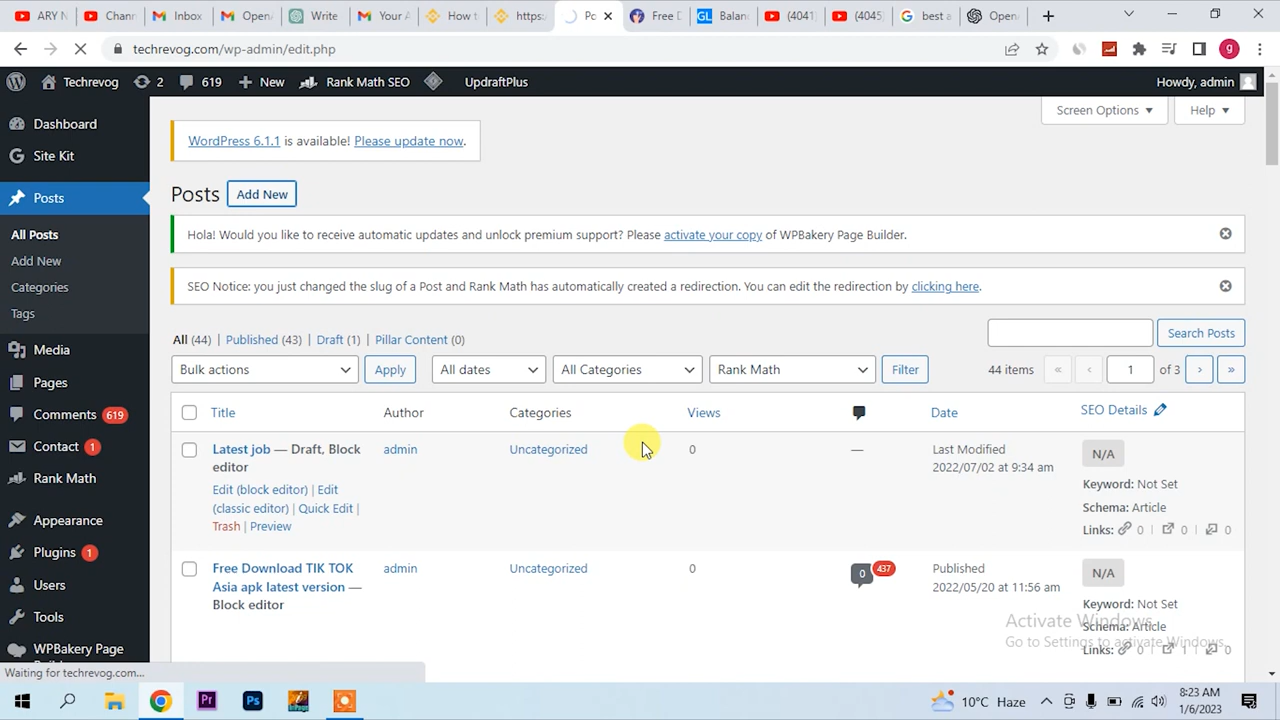 ARY N
Chann
Inbox
Open
Write
Your A
How t
https:
Po
Free D
Balan
(4041)
(4045)
best a
Open
techrevog.com/wp-admin/edit.php
g
Techrevog
2
619
New
Rank Math SEO
UpdraftPlus
Howdy, admin
Dashboard
Site Kit
Posts
All Posts
Add New
Categories
Tags
Media
Pages
Comments 619
Contact 1
Rank Math
Appearance
Plugins 1
Users
Tools
WPBakery Page
Screen Options
Help
WordPress 6.1.1 is available! Please update now.
Posts
Add New
Hola! Would you like to receive automatic updates and unlock premium support? Please activate your copy of WPBakery Page Builder.
SEO Notice: you just changed the slug of a Post and Rank Math has automatically created a redirection. You can edit the redirection by clicking here.
All (44) | Published (43) | Draft (1) | Pillar Content (0)
Search Posts
Bulk actions
Apply
All dates
All Categories
Rank Math
Filter
44 items « ‹ 1 of 3 › »
Title
Author
Categories
Views
Date
SEO Details
Latest job — Draft, Block
editor
Edit (block editor) | Edit
(classic editor) | Quick Edit |
Trash | Preview
admin
Uncategorized
0
—
Last Modified
2022/07/02 at 9:34 am
N/A
Keyword: Not Set
Schema: Article
Links: 0 | 0 | 0
Free Download TIK TOK
Asia apk latest version —
Block editor
admin
Uncategorized
0
0
437
Published
2022/05/20 at 11:56 am
N/A
Keyword: Not Set
Schema: Article
Links: 0 | 1 | 0
Activate Windows
Go to Settings to activate Windows.
Waiting for techrevog.com...
GL
Pr
Ps
10°C Haze
8:23 AM
1/6/2023